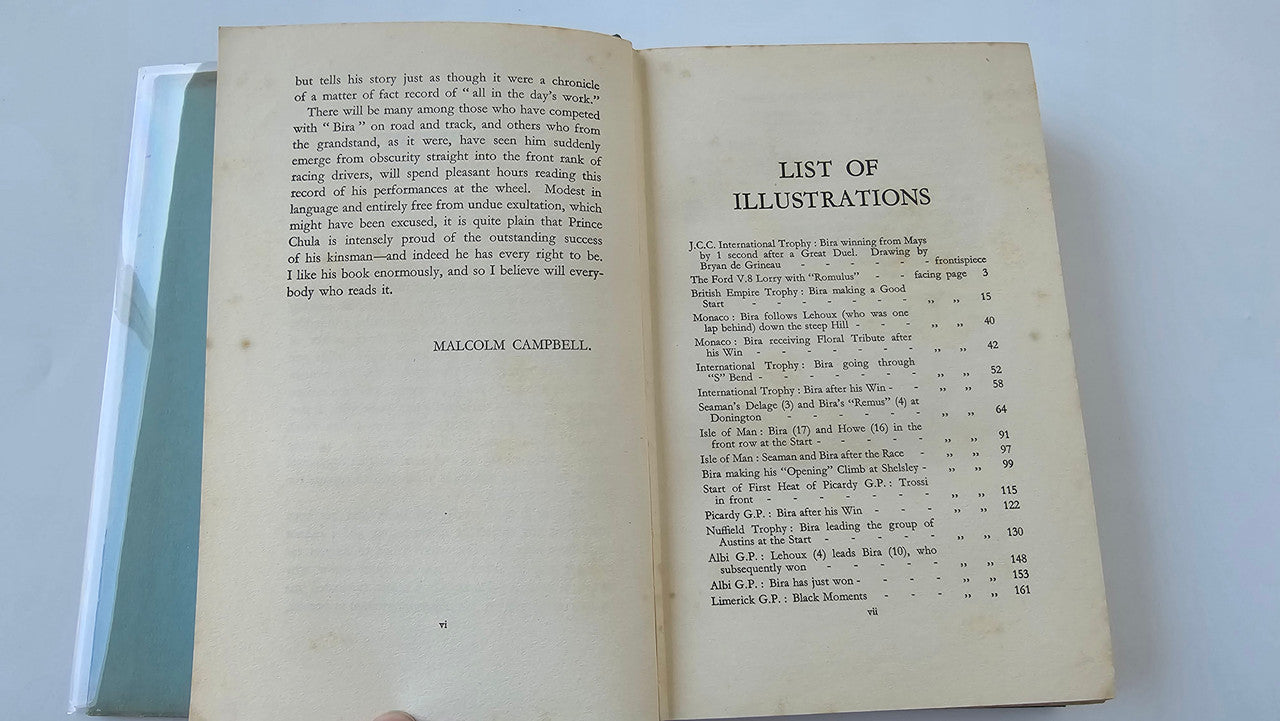 but tells his story just as though it were a chronicle
of a matter of fact record of “ all in the day’s work.”
There will be many among those who have competed
with “ Bira ” on road and track, and others who from
the grandstand, as it were, have seen him suddenly
emerge from obscurity straight into the front rank of
racing drivers, will spend pleasant hours reading this
record of his performances at the wheel. Modest in
language and entirely free from undue exultation, which
might have been excused, it is quite plain that Prince
Chula is intensely proud of the outstanding success
of his kinsman—and indeed he has every right to be.
I like his book enormously, and so I believe will every-
body who reads it.
MALCOLM CAMPBELL.
vi
LIST OF
ILLUSTRATIONS
J.C.C. International Trophy : Bira winning from Mays
by 1 second after a Great Duel. Drawing by
Bryan de Grineau - - - - - - frontispiece
The Ford V.8 Lorry with “Romulus” - - facing page 3
British Empire Trophy : Bira making a Good
Start - - - - - - - - „ „ 15
Monaco : Bira follows Lehoux (who was one
lap behind) down the steep Hill - - - „ „ 40
Monaco : Bira receiving Floral Tribute after
his Win - - - - - - - „ „ 42
International Trophy : Bira going through
“S” Bend - - - - - - - „ „ 52
International Trophy : Bira after his Win - - „ „ 58
Seaman’s Delage (3) and Bira’s “Remus” (4) at
Donington - - - - - - „ „ 64
Isle of Man : Bira (17) and Howe (16) in the
front row at the Start - - - - - „ „ 91
Isle of Man : Seaman and Bira after the Race - „ „ 97
Bira making his “Opening” Climb at Shelsley - „ „ 99
Start of First Heat of Picardy G.P. : Trossi
in front - - - - - - - „ „ 115
Picardy G.P. : Bira after his Win - - - „ „ 122
Nuffield Trophy : Bira leading the group of
Austins at the Start - - - - - „ „ 130
Albi G.P. : Lehoux (4) leads Bira (10), who
subsequently won - - - - - „ „ 148
Albi G.P. : Bira has just won - - - - „ „ 153
Limerick G.P. : Black Moments - - - „ „ 161
vii